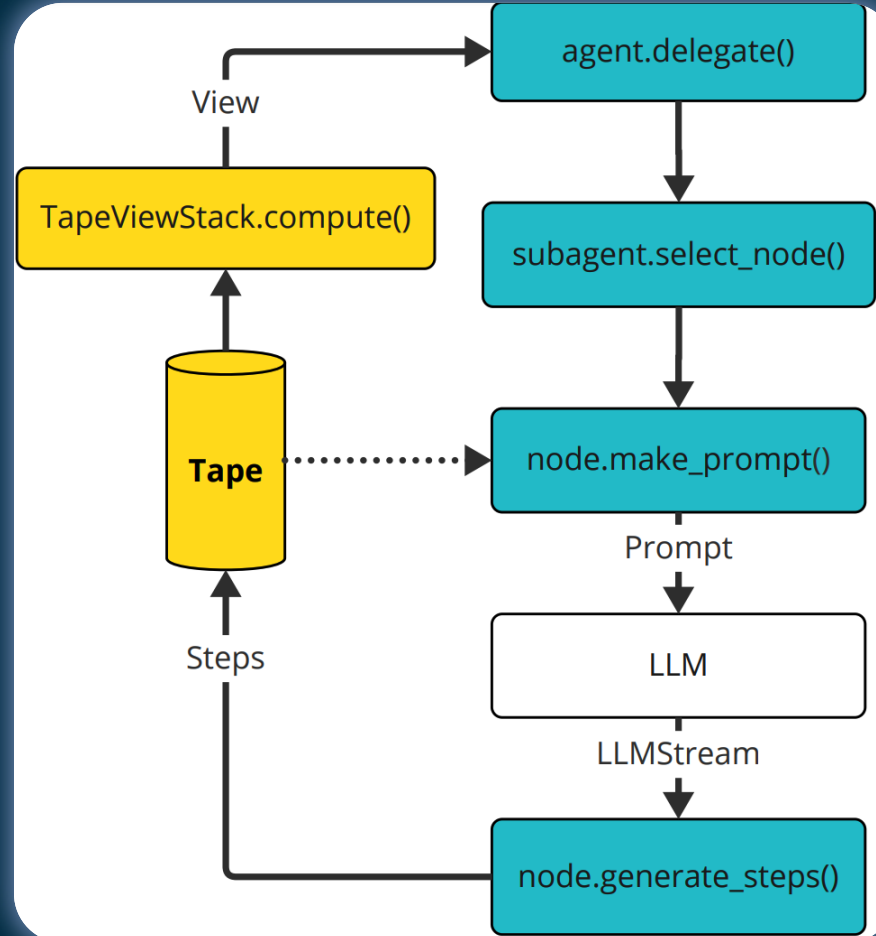 agent.delegate()
View
TapeViewStack.compute()
subagent.select_node()
Tape
node.make_prompt()
Prompt
Steps
LLM
LLMStream
node.generate_steps()